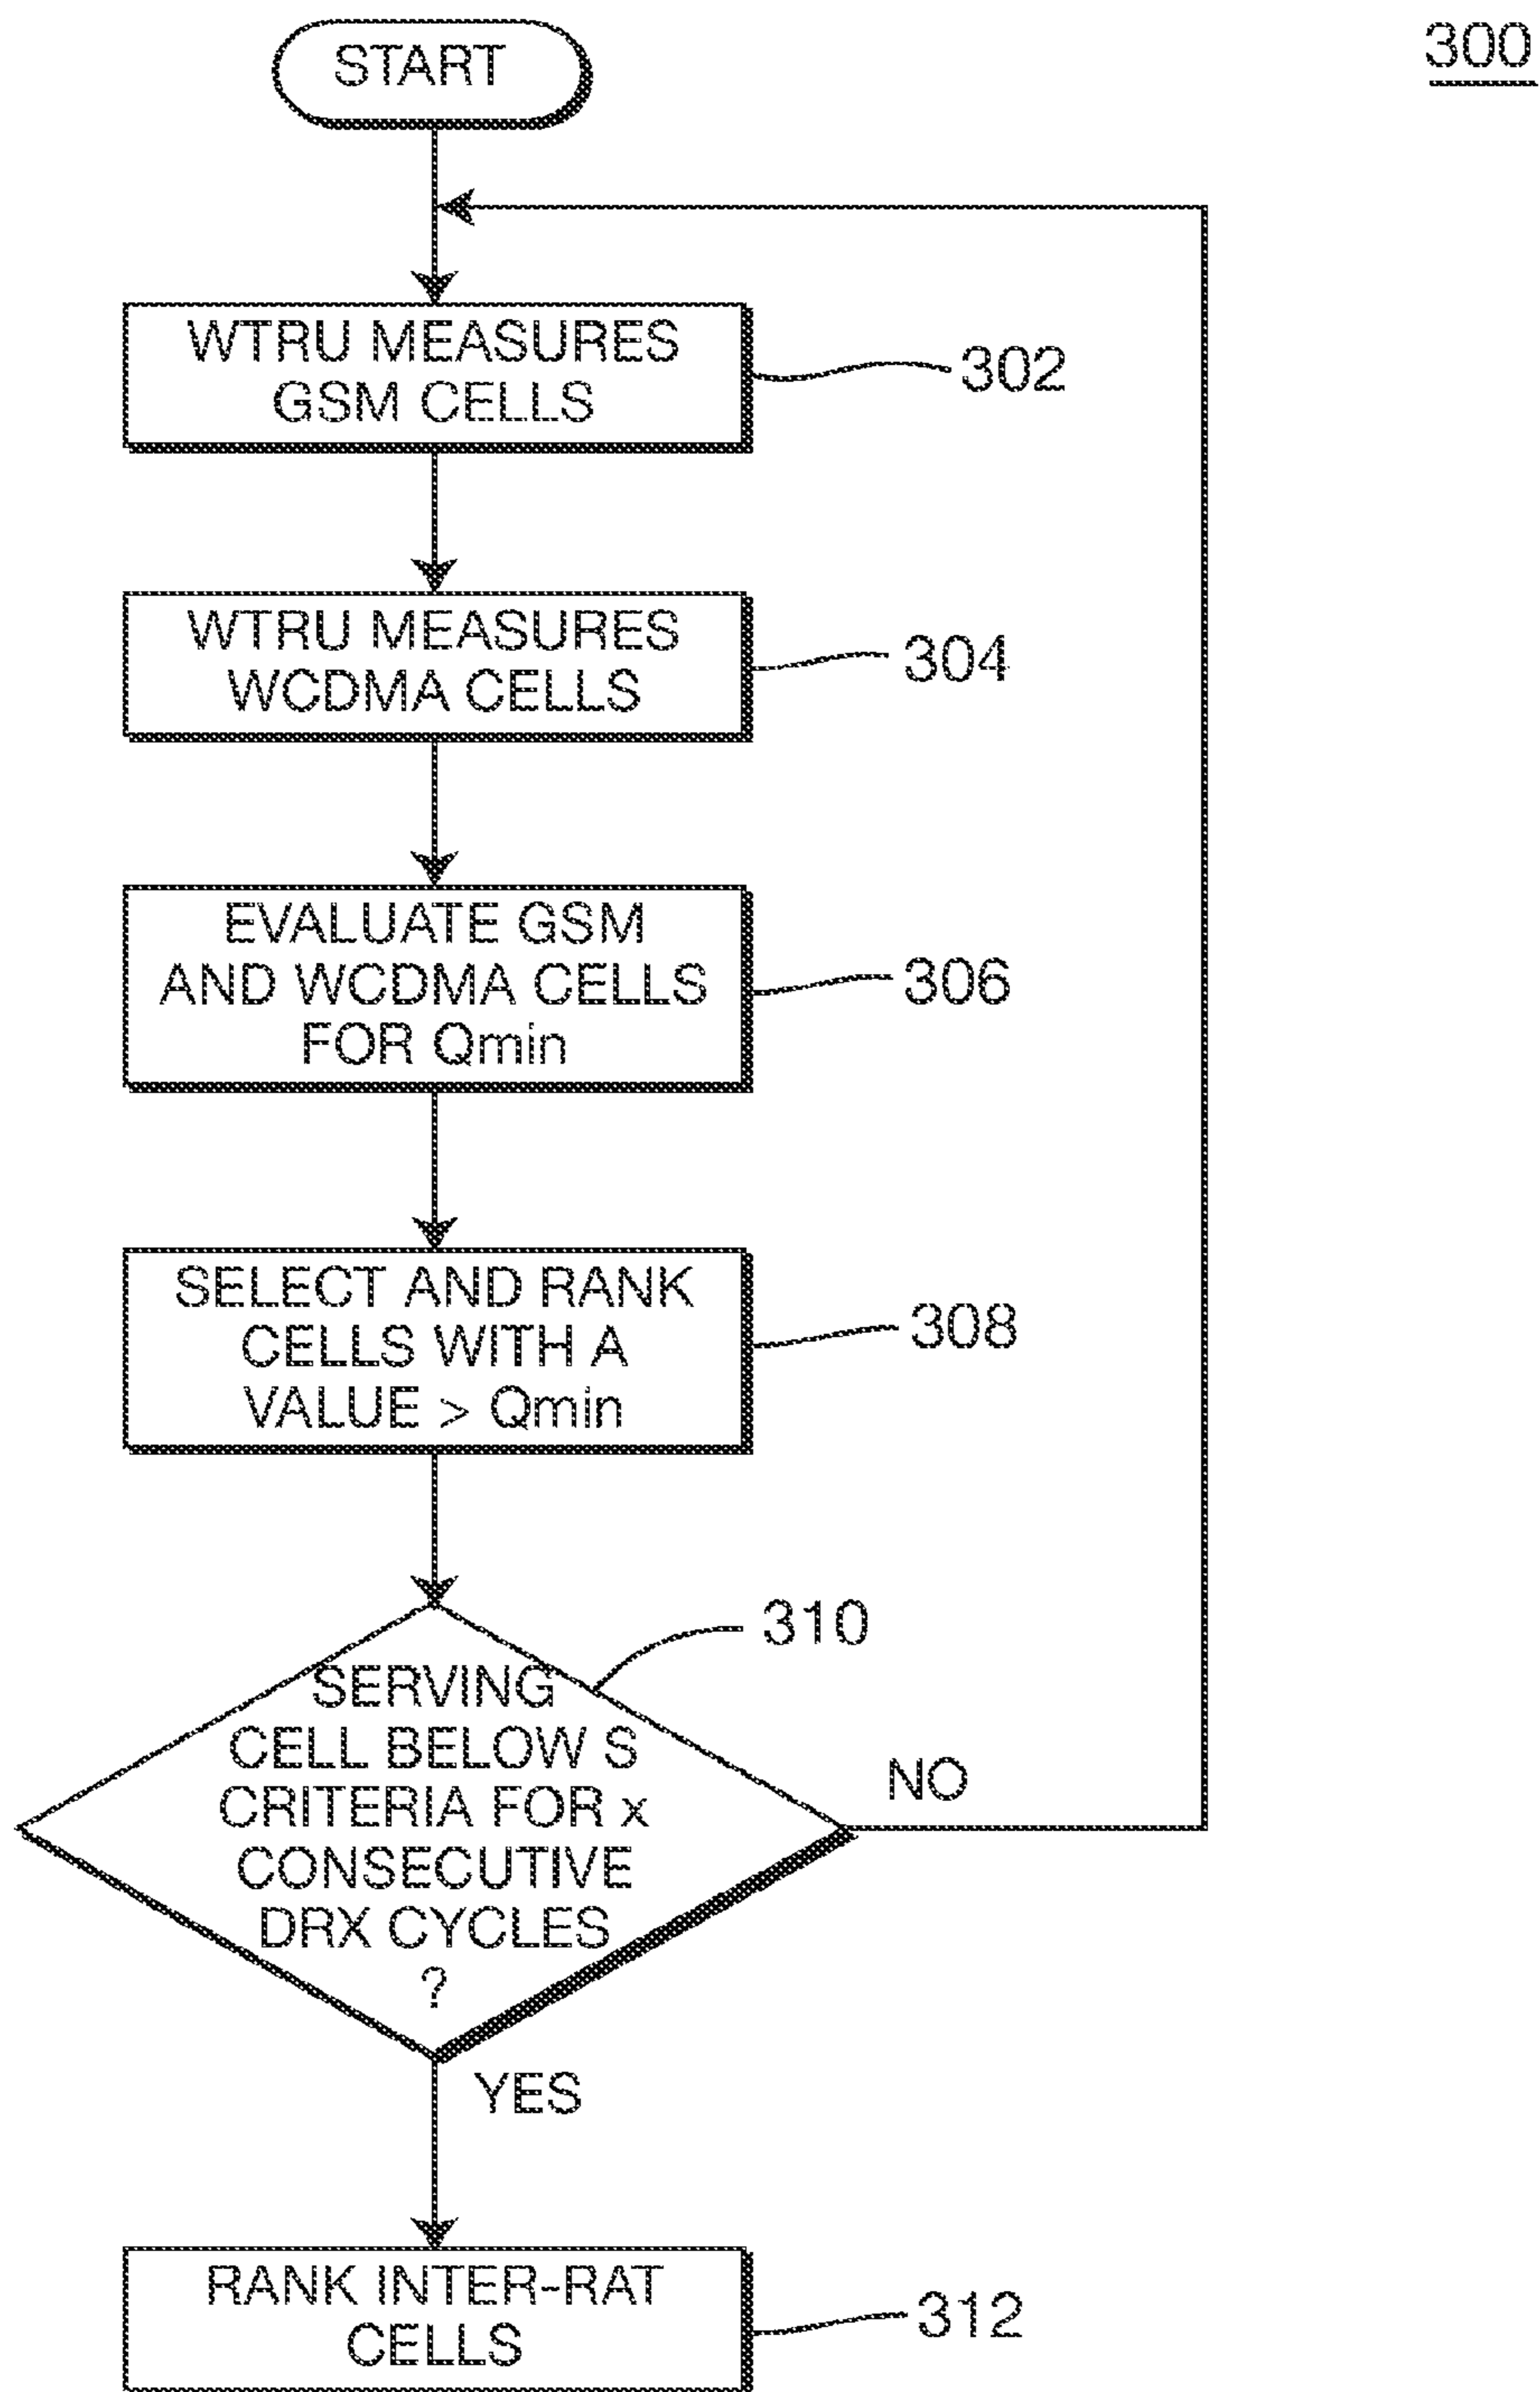 300
START
WTRU MEASURES
GSM CELLS
302
WTRU MEASURES
WCDMA CELLS
304
EVALUATE GSM
AND WCDMA CELLS
FOR Qmin
306
SELECT AND RANK
CELLS WITH A
VALUE > Qmin
308
310
SERVING
CELL BELOW S
CRITERIA FOR x
CONSECUTIVE
DRX CYCLES
?
NO
YES
RANK INTER-RAT
CELLS
312